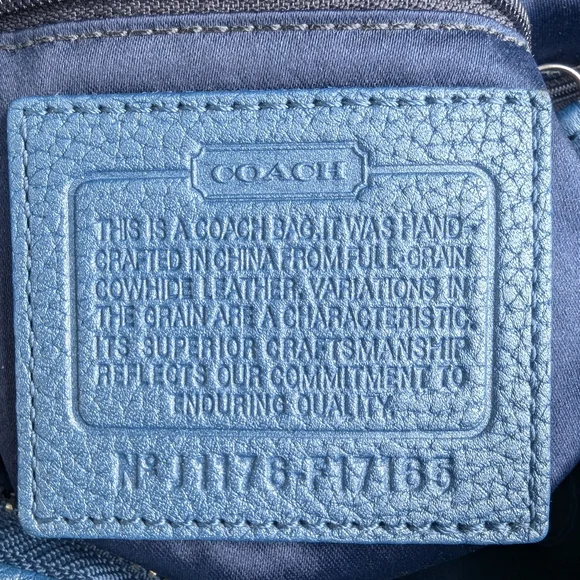 COACH
THIS IS A COACH BAG. IT WAS HAND-
CRAFTED IN CHINA FROM FULL-GRAIN
COWHIDE LEATHER. VARIATIONS IN
THE GRAIN ARE A CHARACTERISTIC.
ITS SUPERIOR CRAFTSMANSHIP
REFLECTS OUR COMMITMENT TO
ENDURING QUALITY.
Nº J1176-F17165